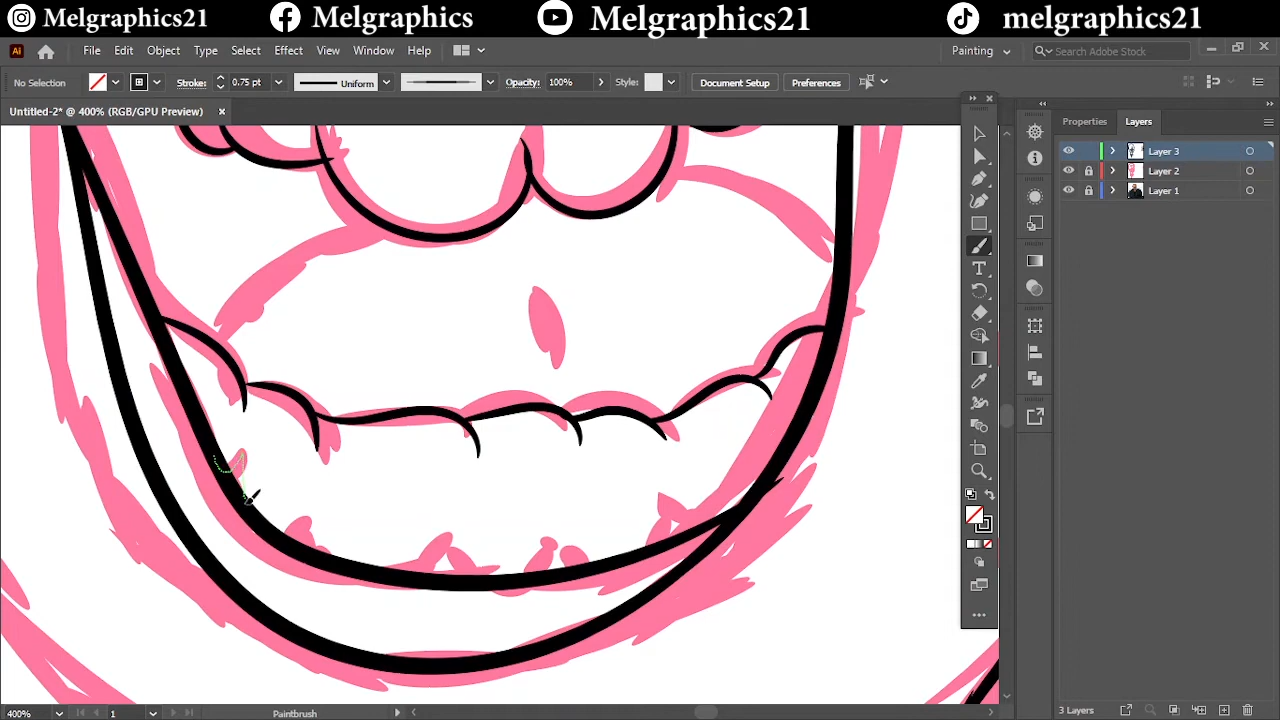 Melgraphics21 Melgraphics Melgraphics21 melgraphics21
Ai File Edit Object Type Select Effect View Window Help Painting Search Adobe Stock
No Selection Stroke: 0.75 pt Uniform Opacity: 100% Style: Document Setup Preferences
Untitled-2* @ 400% (RGB/GPU Preview)
Properties Layers
Layer 3
Layer 2
Layer 1
400% 1 Paintbrush 3 Layers